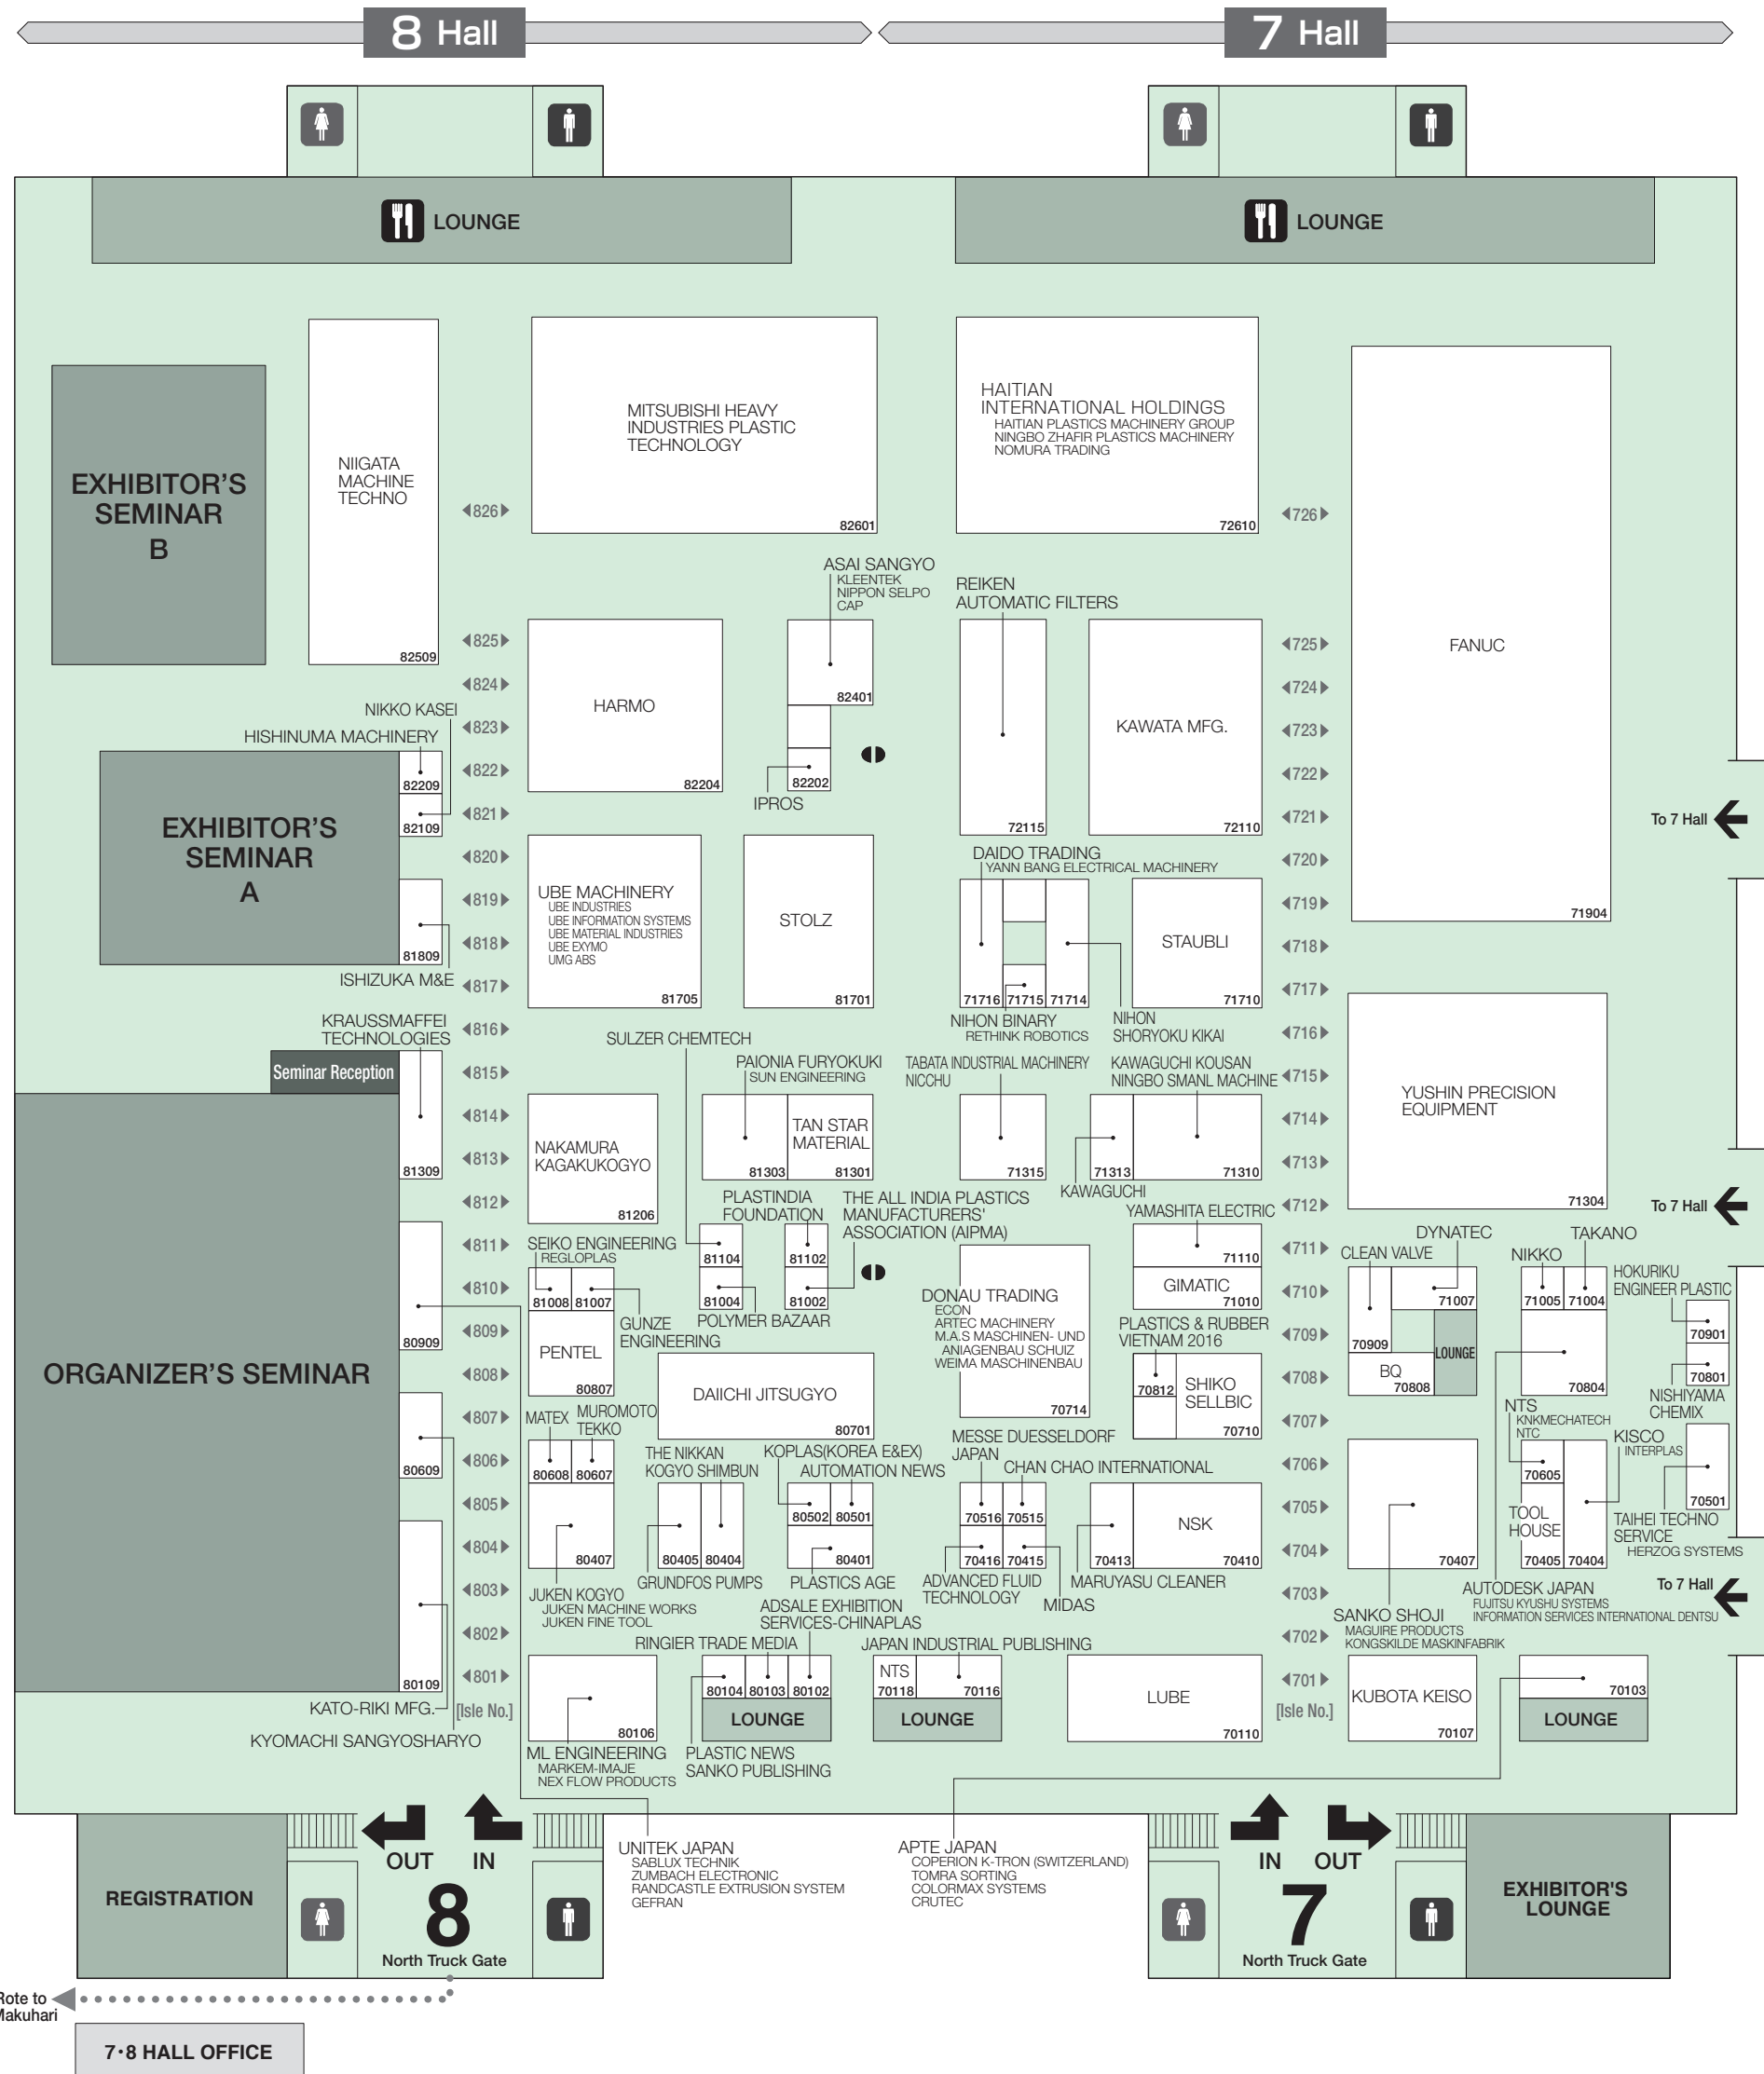 8 Hall
7 Hall
LOUNGE
LOUNGE
EXHIBITOR'S
SEMINAR
B
NIIGATA
MACHINE
TECHNO
82509
◀826▶
MITSUBISHI HEAVY
INDUSTRIES PLASTIC
TECHNOLOGY
82601
HAITIAN
INTERNATIONAL HOLDINGS
HAITIAN PLASTICS MACHINERY GROUP
NINGBO ZHAFIR PLASTICS MACHINERY
NOMURA TRADING
72610
◀726▶
FANUC
71904
ASAI SANGYO
KLEENTEK
NIPPON SELPO
CAP
82401
REIKEN
AUTOMATIC FILTERS
72115
◀825▶
◀824▶
◀823▶
◀822▶
◀821▶
◀820▶
◀819▶
◀818▶
◀817▶
◀816▶
◀815▶
◀814▶
◀813▶
◀812▶
◀811▶
◀810▶
◀809▶
◀808▶
◀807▶
◀806▶
◀805▶
◀804▶
◀803▶
◀802▶
◀801▶
[Isle No.]
HARMO
82204
IPROS
82202
KAWATA MFG.
72110
◀725▶
◀724▶
◀723▶
◀722▶
◀721▶
◀720▶
◀719▶
◀718▶
◀717▶
◀716▶
◀715▶
◀714▶
◀713▶
◀712▶
◀711▶
◀710▶
◀709▶
◀708▶
◀707▶
◀706▶
◀705▶
◀704▶
◀703▶
◀702▶
◀701▶
[Isle No.]
NIKKO KASEI
HISHINUMA MACHINERY
82209
82109
EXHIBITOR'S
SEMINAR
A
81809
ISHIZUKA M&E
UBE MACHINERY
UBE INDUSTRIES
UBE INFORMATION SYSTEMS
UBE MATERIAL INDUSTRIES
UBE EXYMO
UMG ABS
81705
STOLZ
81701
DAIDO TRADING
YANN BANG ELECTRICAL MACHINERY
71716
71715
71714
STAUBLI
71710
NIHON BINARY
RETHINK ROBOTICS
NIHON
SHORYOKU KIKAI
To 7 Hall
KRAUSSMAFFEI
TECHNOLOGIES
Seminar Reception
81309
SULZER CHEMTECH
PAIONIA FURYOKUKI
SUN ENGINEERING
TABATA INDUSTRIAL MACHINERY
NICCHU
KAWAGUCHI KOUSAN
NINGBO SMANL MACHINE
YUSHIN PRECISION
EQUIPMENT
71304
To 7 Hall
NAKAMURA
KAGAKUKOGYO
81206
81303
TAN STAR
MATERIAL
81301
71315
71313
71310
KAWAGUCHI
PLASTINDIA
FOUNDATION
THE ALL INDIA PLASTICS
MANUFACTURERS'
ASSOCIATION (AIPMA)
YAMASHITA ELECTRIC
71110
GIMATIC
71010
SEIKO ENGINEERING
REGLOPLAS
81008
81007
81104
81102
81004
81002
GUNZE
ENGINEERING
POLYMER BAZAAR
80909
PENTEL
80807
ORGANIZER'S SEMINAR
DAIICHI JITSUGYO
80701
DONAU TRADING
ECON
ARTEC MACHINERY
M.A.S MASCHINEN- UND
ANIAGENBAU SCHUIZ
WEIMA MASCHINENBAU
70714
PLASTICS & RUBBER
VIETNAM 2016
70812
SHIKO
SELLBIC
70710
CLEAN VALVE
DYNATEC
71007
70909
LOUNGE
BQ
70808
NIKKO
TAKANO
71005
71004
70804
HOKURIKU
ENGINEER PLASTIC
70901
70801
NISHIYAMA
CHEMIX
MATEX
MUROMOTO
TEKKO
80608
80607
80407
80609
THE NIKKAN
KOGYO SHIMBUN
80405
80404
GRUNDFOS PUMPS
KOPLAS(KOREA E&EX)
AUTOMATION NEWS
80502
80501
80401
PLASTICS AGE
MESSE DUESSELDORF
JAPAN
CHAN CHAO INTERNATIONAL
70516
70515
70416
70415
ADVANCED FLUID
TECHNOLOGY
MIDAS
70413
NSK
70410
MARUYASU CLEANER
70407
NTS
KNKMECHATECH
NTC
70605
TOOL
HOUSE
70405
70404
KISCO
INTERPLAS
70501
TAIHEI TECHNO
SERVICE
HERZOG SYSTEMS
JUKEN KOGYO
JUKEN MACHINE WORKS
JUKEN FINE TOOL
ADSALE EXHIBITION
SERVICES-CHINAPLAS
RINGIER TRADE MEDIA
JAPAN INDUSTRIAL PUBLISHING
SANKO SHOJI
MAGUIRE PRODUCTS
KONGSKILDE MASKINFABRIK
AUTODESK JAPAN
FUJITSU KYUSHU SYSTEMS
INFORMATION SERVICES INTERNATIONAL DENTSU
To 7 Hall
80109
KATO-RIKI MFG.
KYOMACHI SANGYOSHARYO
80106
ML ENGINEERING
MARKEM-IMAJE
NEX FLOW PRODUCTS
80104
80103
80102
LOUNGE
PLASTIC NEWS
SANKO PUBLISHING
NTS
70118
70116
LOUNGE
LUBE
70110
KUBOTA KEISO
70107
70103
LOUNGE
OUT
IN
8
North Truck Gate
REGISTRATION
UNITEK JAPAN
SABLUX TECHNIK
ZUMBACH ELECTRONIC
RANDCASTLE EXTRUSION SYSTEM
GEFRAN
APTE JAPAN
COPERION K-TRON (SWITZERLAND)
TOMRA SORTING
COLORMAX SYSTEMS
CRUTEC
IN
OUT
7
North Truck Gate
EXHIBITOR'S
LOUNGE
Rote to
Makuhari
7・8 HALL OFFICE